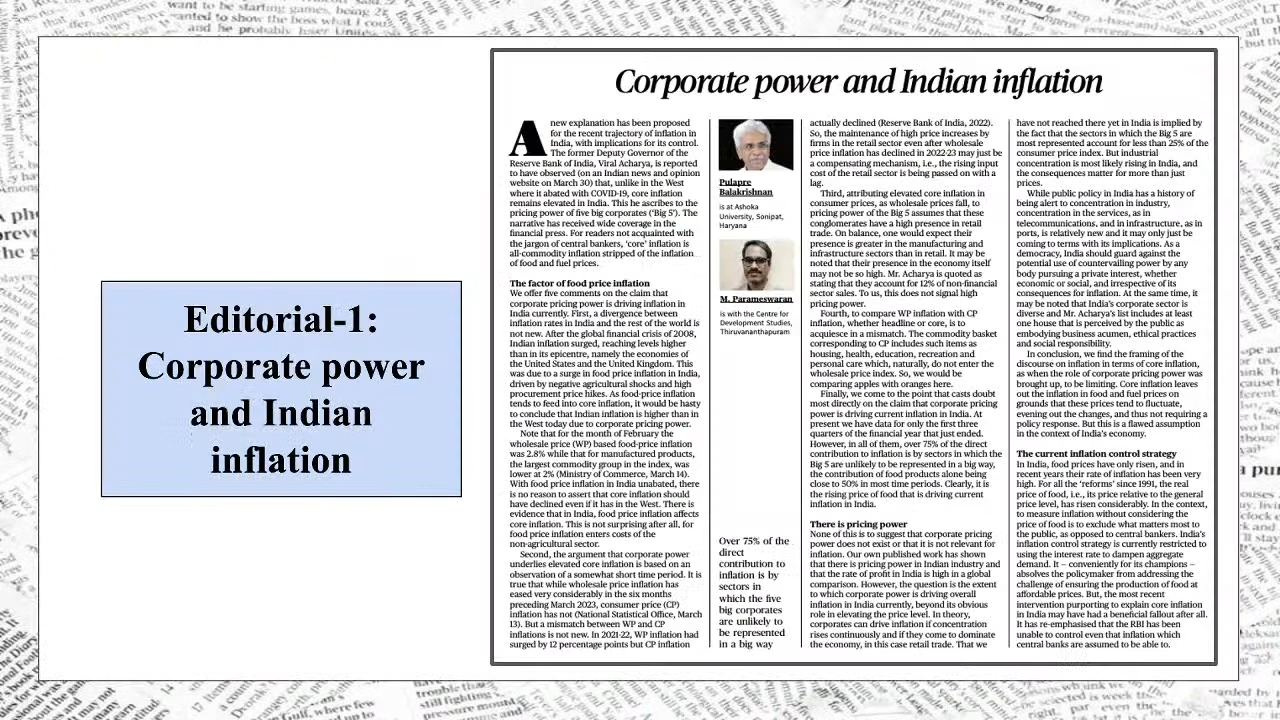 Editorial-1:
Corporate power
and Indian
inflation
Corporate power and Indian inflation
A new explanation has been proposed
for the recent trajectory of inflation in
India, with implications for its control.
The former Deputy Governor of the
Reserve Bank of India, Viral Acharya, is reported
to have observed (on an Indian news and opinion
website on March 30) that, unlike in the West
where it abated with COVID-19, core inflation
remains elevated in India. This he ascribes to the
pricing power of five big corporates (‘Big 5’). The
narrative has received wide coverage in the
financial press. For readers not acquainted with
the jargon of central bankers, ‘core’ inflation is
all-commodity inflation stripped of the inflation
of food and fuel prices.
The factor of food price inflation
We offer five comments on the claim that
corporate pricing power is driving inflation in
India currently. First, a divergence between
inflation rates in India and the rest of the world is
not new. After the global financial crisis of 2008,
Indian inflation surged, reaching levels higher
than in its epicentre, namely the economies of
the United States and the United Kingdom. This
was due to a surge in food price inflation in India,
driven by negative agricultural shocks and high
procurement price hikes. As food-price inflation
tends to feed into core inflation, it would be hasty
to conclude that Indian inflation is higher than in
the West today due to corporate pricing power.
Note that for the month of February the
wholesale price (WP) based food-price inflation
was 2.8% while that for manufactured products,
the largest commodity group in the index, was
lower at 2% (Ministry of Commerce, March 14).
With food price inflation in India unabated, there
is no reason to assert that core inflation should
have declined even if it has in the West. There is
evidence that in India, food price inflation affects
core inflation. This is not surprising after all, for
food price inflation enters costs of the
non-agricultural sector.
Second, the argument that corporate power
underlies elevated core inflation is based on an
observation of a somewhat short time period. It is
true that while wholesale price inflation has
eased very considerably in the six months
preceding March 2023, consumer price (CP)
inflation has not (National Statistical Office, March
13). But a mismatch between WP and CP
inflations is not new. In 2021-22, WP inflation had
surged by 12 percentage points but CP inflation
Pulapre
Balakrishnan
is at Ashoka
University, Sonipat,
Haryana
M. Parameswaran
is with the Centre for
Development Studies,
Thiruvananthapuram
Over 75% of the
direct
contribution to
inflation is by
sectors in
which the five
big corporates
are unlikely to
be represented
in a big way
actually declined (Reserve Bank of India, 2022).
So, the maintenance of high price increases by
firms in the retail sector even after wholesale
price inflation has declined in 2022-23 may just be
a compensating mechanism, i.e., the rising input
cost of the retail sector is being passed on with a
lag.
Third, attributing elevated core inflation in
consumer prices, as wholesale prices fall, to
pricing power of the Big 5 assumes that these
conglomerates have a high presence in retail
trade. On balance, one would expect their
presence is greater in the manufacturing and
infrastructure sectors than in retail. It may be
noted that their presence in the economy itself
may not be so high. Mr. Acharya is quoted as
stating that they account for 12% of non-financial
sector sales. To us, this does not signal high
pricing power.
Fourth, to compare WP inflation with CP
inflation, whether headline or core, is to
acquiesce in a mismatch. The commodity basket
corresponding to CP includes such items as
housing, health, education, recreation and
personal care which, naturally, do not enter the
wholesale price index. So, we would be
comparing apples with oranges here.
Finally, we come to the point that casts doubt
most directly on the claim that corporate pricing
power is driving current inflation in India. At
present we have data for only the first three
quarters of the financial year that just ended.
However, in all of them, over 75% of the direct
contribution to inflation is by sectors in which the
Big 5 are unlikely to be represented in a big way,
the contribution of food products alone being
close to 50% in most time periods. Clearly, it is
the rising price of food that is driving current
inflation in India.
There is pricing power
None of this is to suggest that corporate pricing
power does not exist or that it is not relevant for
inflation. Our own published work has shown
that there is pricing power in Indian industry and
that the rate of profit in India is high in a global
comparison. However, the question is the extent
to which corporate power is driving overall
inflation in India currently, beyond its obvious
role in elevating the price level. In theory,
corporates can drive inflation if concentration
rises continuously and if they come to dominate
the economy, in this case retail trade. That we
have not reached there yet in India is implied by
the fact that the sectors in which the Big 5 are
most represented account for less than 25% of the
consumer price index. But industrial
concentration is most likely rising in India, and
the consequences matter for more than just
prices.
While public policy in India has a history of
being alert to concentration in industry,
concentration in the services, as in
telecommunications, and in infrastructure, as in
ports, is relatively new and it may only just be
coming to terms with its implications. As a
democracy, India should guard against the
potential use of countervailing power by any
body pursuing a private interest, whether
economic or social, and irrespective of its
consequences for inflation. At the same time, it
may be noted that India’s corporate sector is
diverse and Mr. Acharya’s list includes at least
one house that is perceived by the public as
embodying business acumen, ethical practices
and social responsibility.
In conclusion, we find the framing of the
discourse on inflation in terms of core inflation,
as when the role of corporate pricing power was
brought up, to be limiting. Core inflation leaves
out the inflation in food and fuel prices on
grounds that these prices tend to fluctuate,
evening out the changes, and thus not requiring a
policy response. But this is a flawed assumption
in the context of India’s economy.
The current inflation control strategy
In India, food prices have only risen, and in
recent years their rate of inflation has been very
high. For all the ‘reforms’ since 1991, the real
price of food, i.e., its price relative to the general
price level, has risen considerably. In the context,
to measure inflation without considering the
price of food is to exclude what matters most to
the public, as opposed to central bankers. India’s
inflation control strategy is currently restricted to
using the interest rate to dampen aggregate
demand. It — conveniently for its champions —
absolves the policymaker from addressing the
challenge of ensuring the production of food at
affordable prices. But, the most recent
intervention purporting to explain core inflation
in India may have had a beneficial fallout after all.
It has re-emphasised that the RBI has been
unable to control even that inflation which
central banks are assumed to be able to.